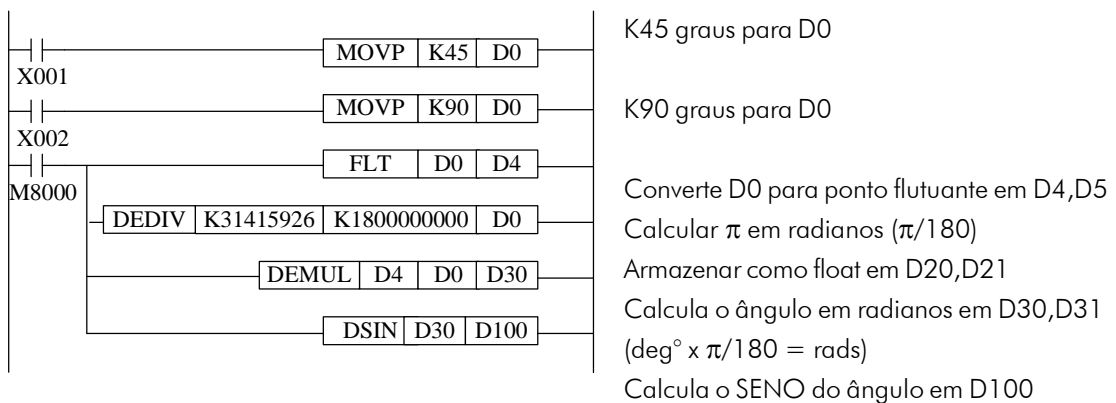 K45 graus para D0
MOVP K45 D0
X001
MOVP K90 D0
K90 graus para D0
X002
FLT D0 D4
M8000
Converte D0 para ponto flutuante em D4,D5
DEDIV K31415926 K1800000000 D0
Calcular π em radianos (π/180)
DEMUL D4 D0 D30
Armazenar como float em D20,D21
Calcula o ângulo em radianos em D30,D31
DSIN D30 D100
(deg° x π/180 = rads)
Calcula o SENO do ângulo em D100